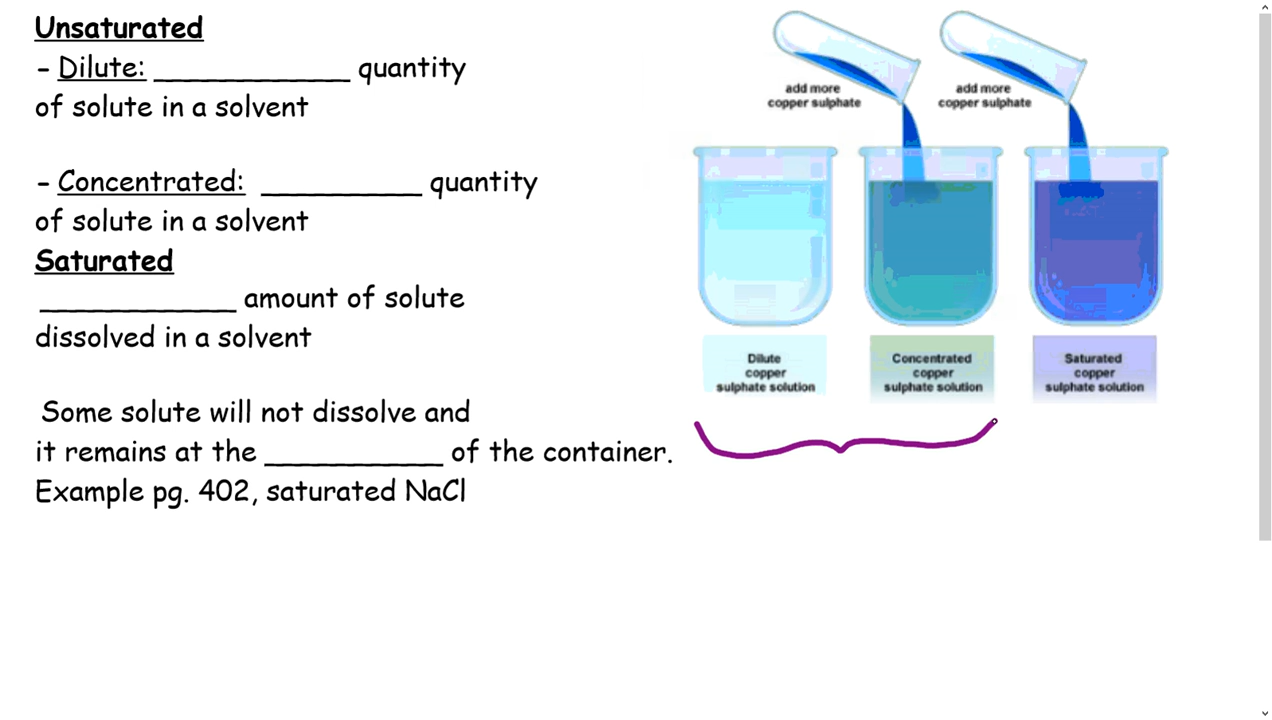 Unsaturated
- Dilute: ___________ quantity
of solute in a solvent
- Concentrated: _________ quantity
of solute in a solvent
Saturated
___________ amount of solute
dissolved in a solvent
Some solute will not dissolve and
it remains at the __________ of the container.
Example pg. 402, saturated NaCl
add more
copper sulphate
add more
copper sulphate
Dilute
copper
sulphate solution
Concentrated
copper
sulphate solution
Saturated
copper
sulphate solution